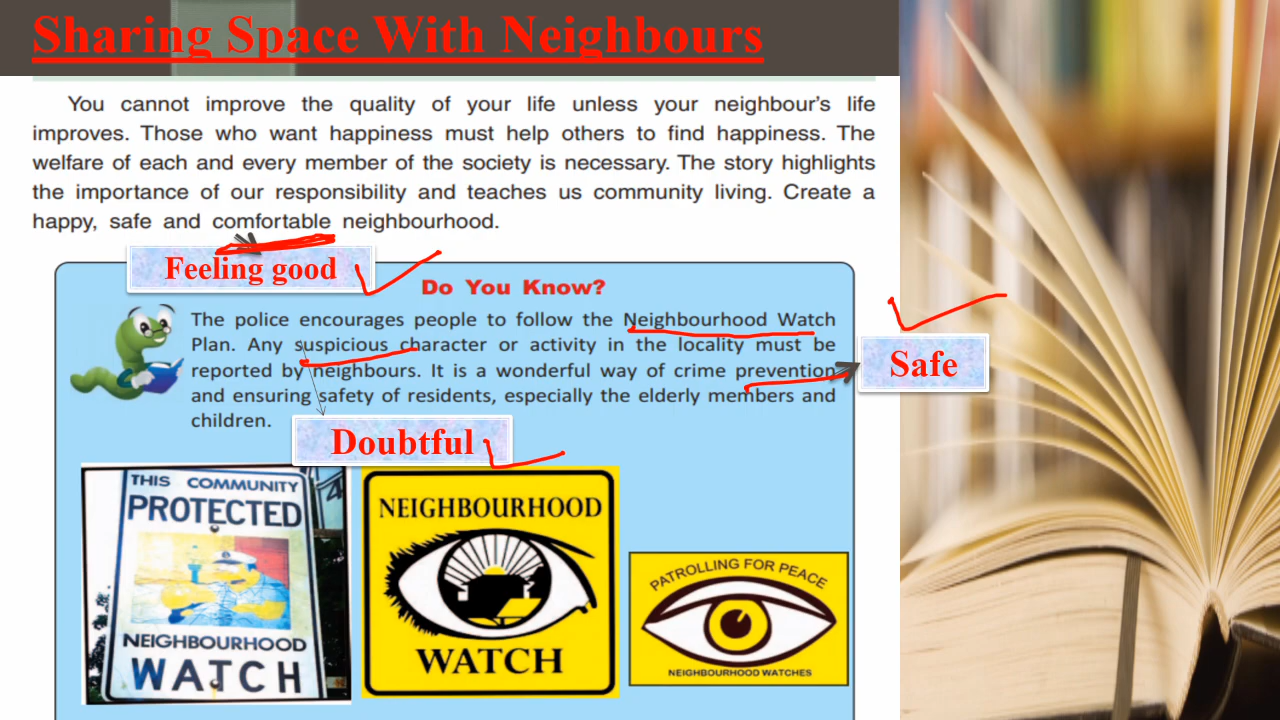 Sharing Space With Neighbours
You cannot improve the quality of your life unless your neighbour's life
improves. Those who want happiness must help others to find happiness. The
welfare of each and every member of the society is necessary. The story highlights
the importance of our responsibility and teaches us community living. Create a
happy, safe and comfortable neighbourhood.
Feeling good
Do You Know?
The police encourages people to follow the Neighbourhood Watch
Plan. Any suspicious character or activity in the locality must be
reported by neighbours. It is a wonderful way of crime prevention
and ensuring safety of residents, especially the elderly members and
children.
Safe
Doubtful
THIS COMMUNITY
PROTECTED
NEIGHBOURHOOD
WATCH
4
NEIGHBOURHOOD
WATCH
PATROLLING FOR PEACE
NEIGHBOURHOOD WATCHES